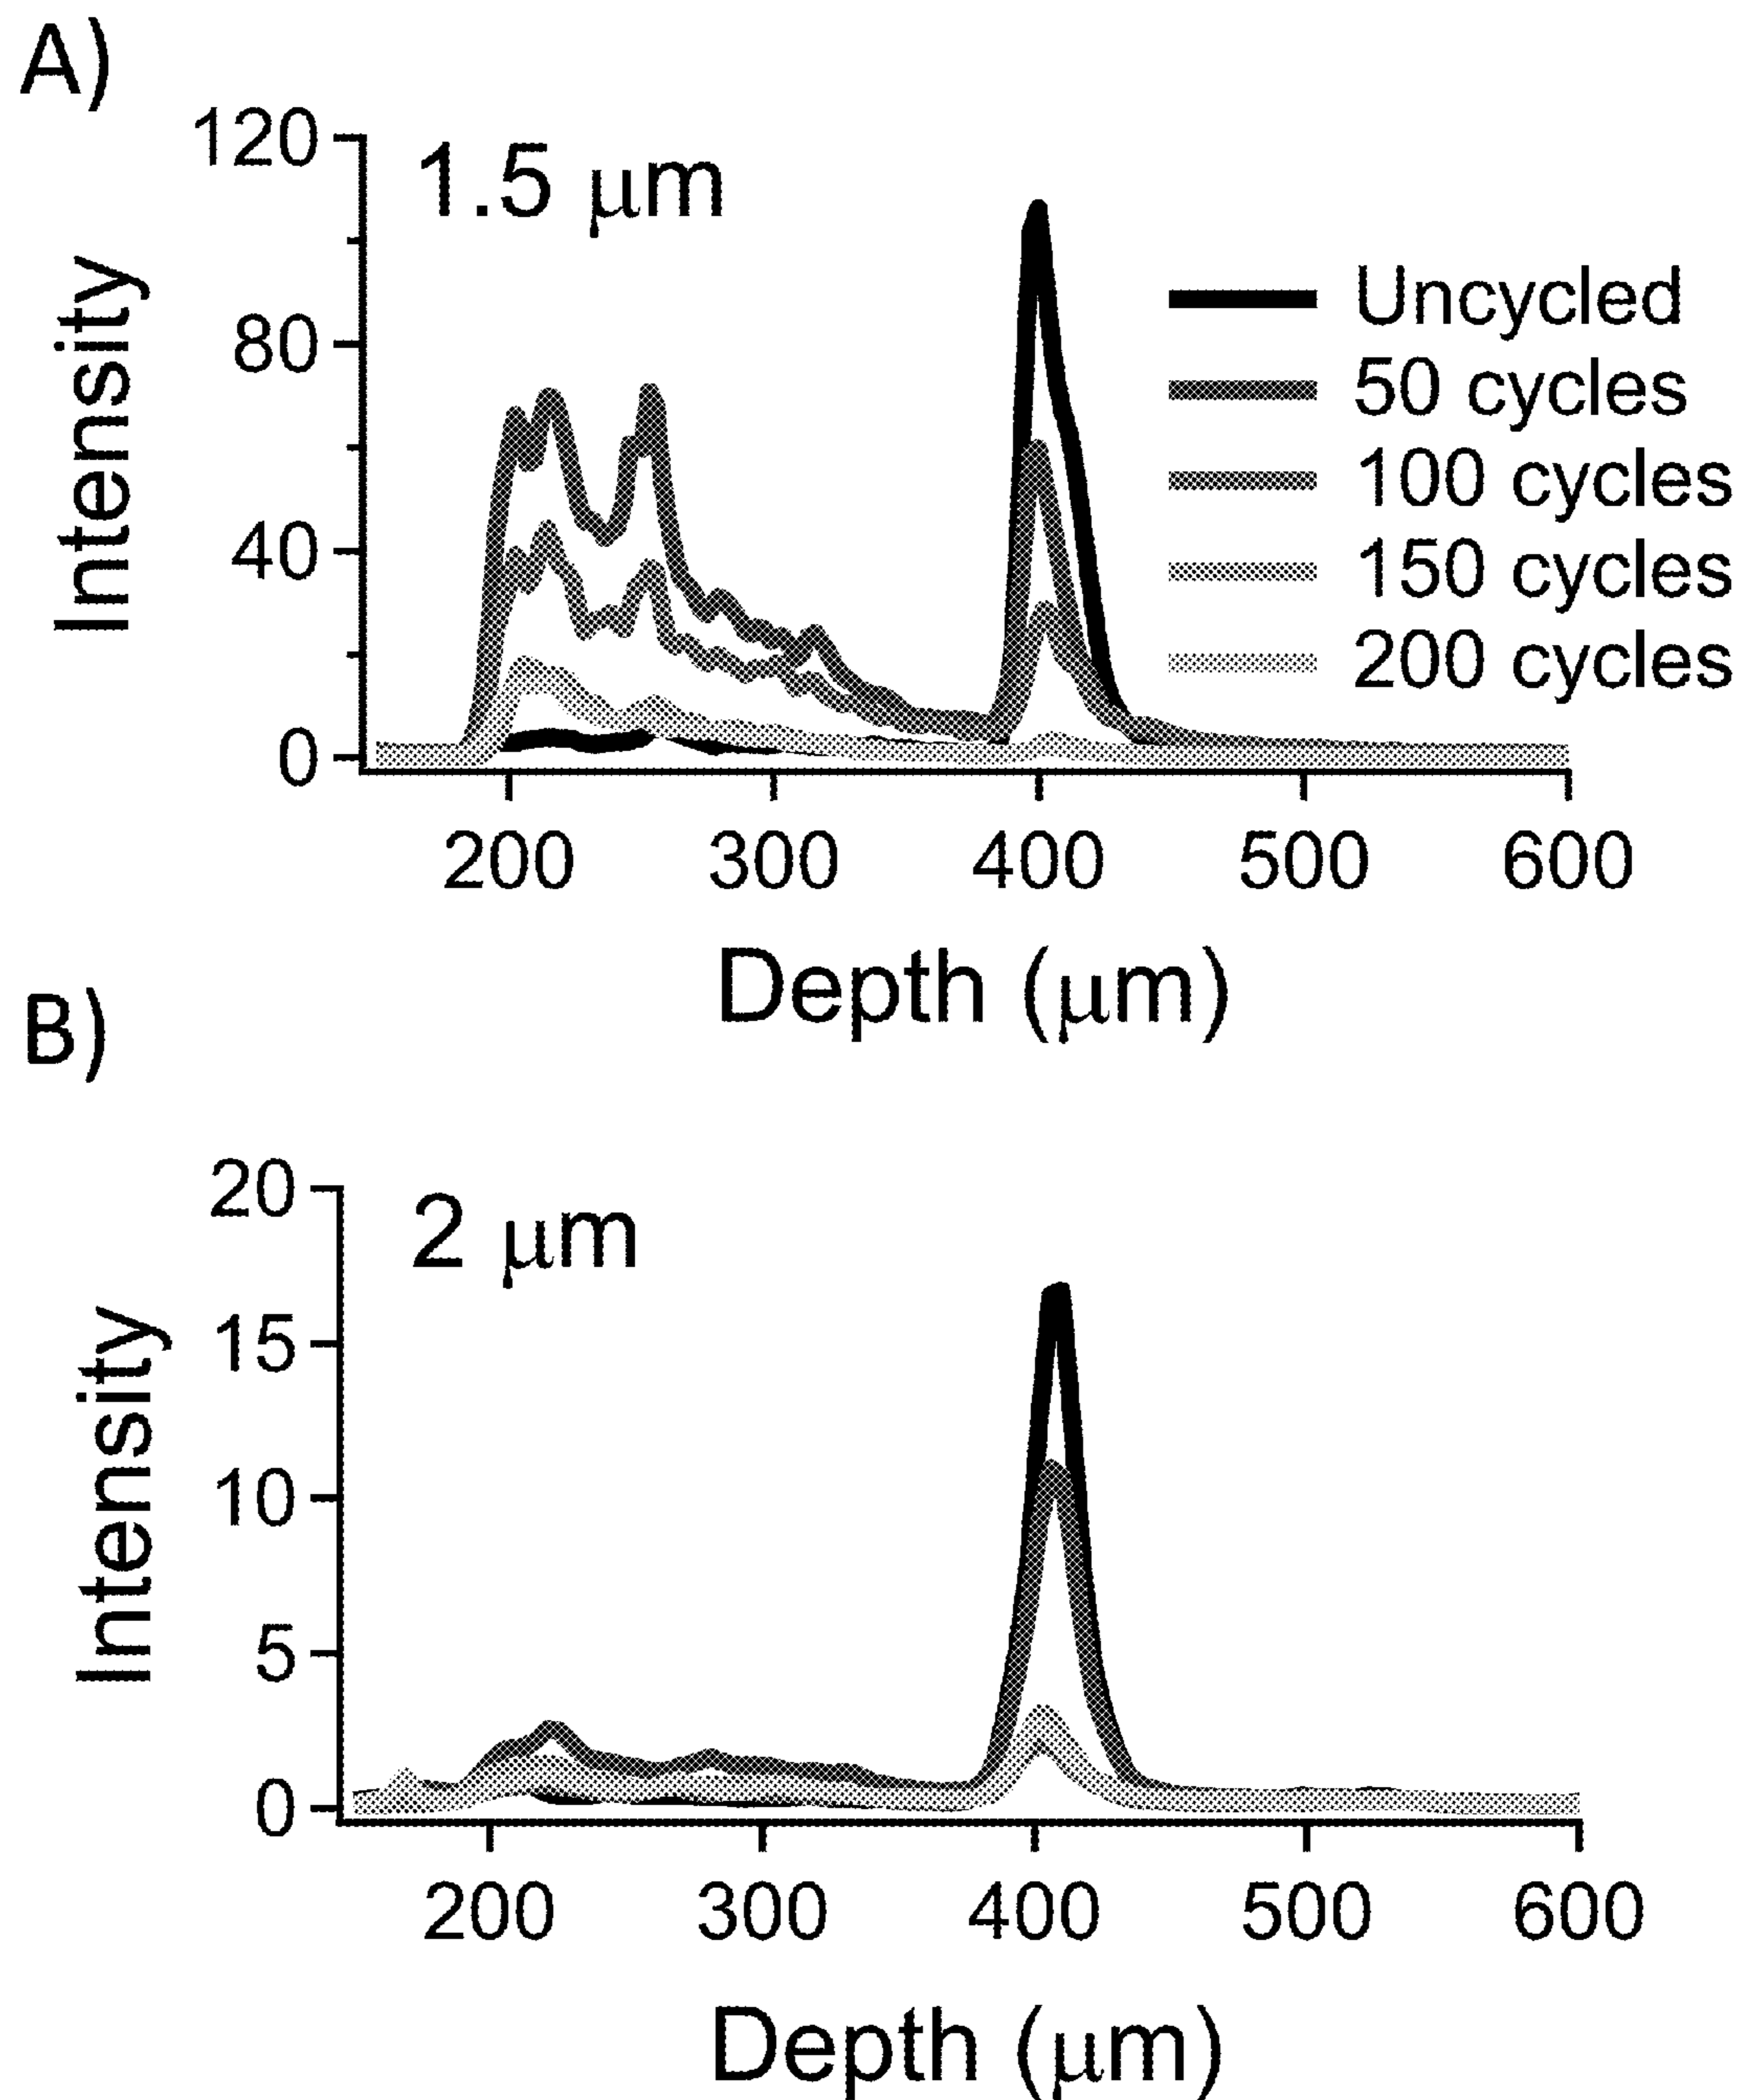 A)
120
1.5 μm
Intensity
80
40
0
Uncycled
50 cycles
100 cycles
150 cycles
200 cycles
200 300 400 500 600
Depth (μm)
B)
20
2 μm
Intensity
15
10
5
0
200 300 400 500 600
Depth (μm)